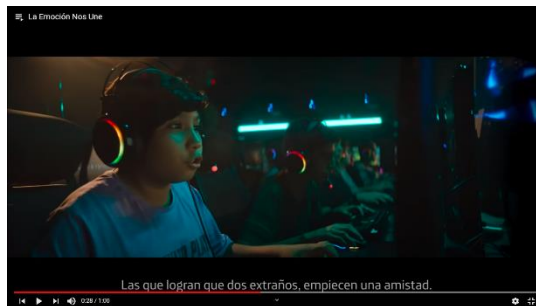 La Emoción Nos Une
Las que logran que dos extraños, empiecen una amistad.
0:28 / 1:00